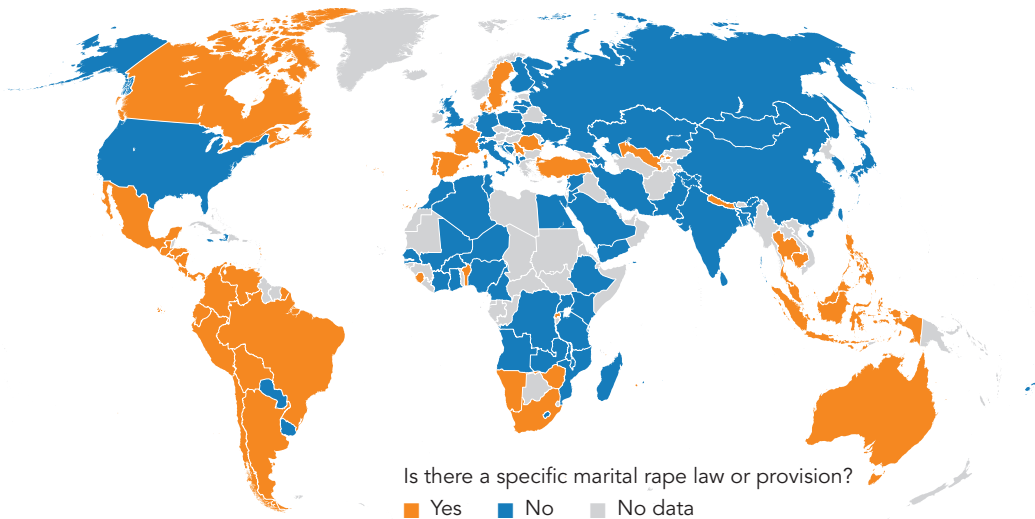 Is there a specific marital rape law or provision?
Yes No No data